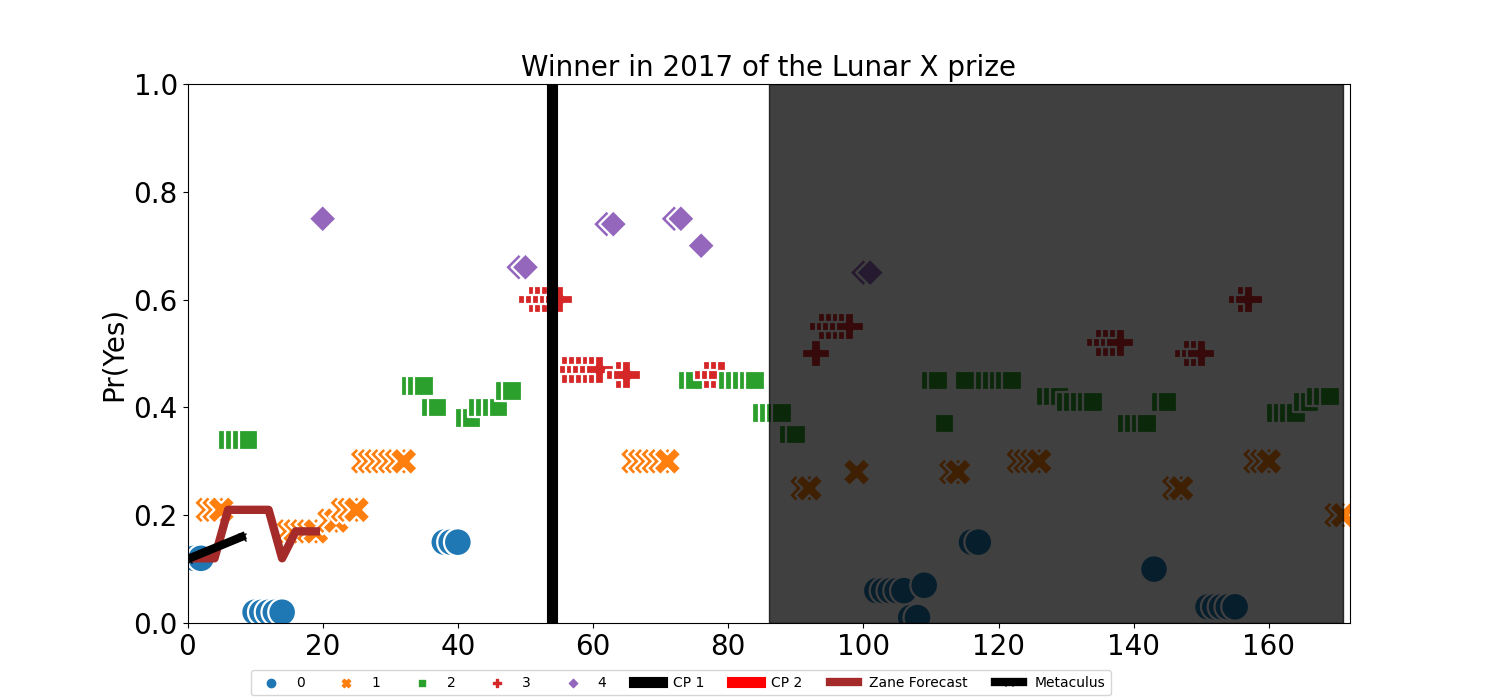 Winner in 2017 of the Lunar X prize
1.0
0.8
0.6
0.4
0.2
0.0
Pr(Yes)
0 20 40 60 80 100 120 140 160
0 1 2 3 4 CP 1 CP 2 Zane Forecast Metaculus